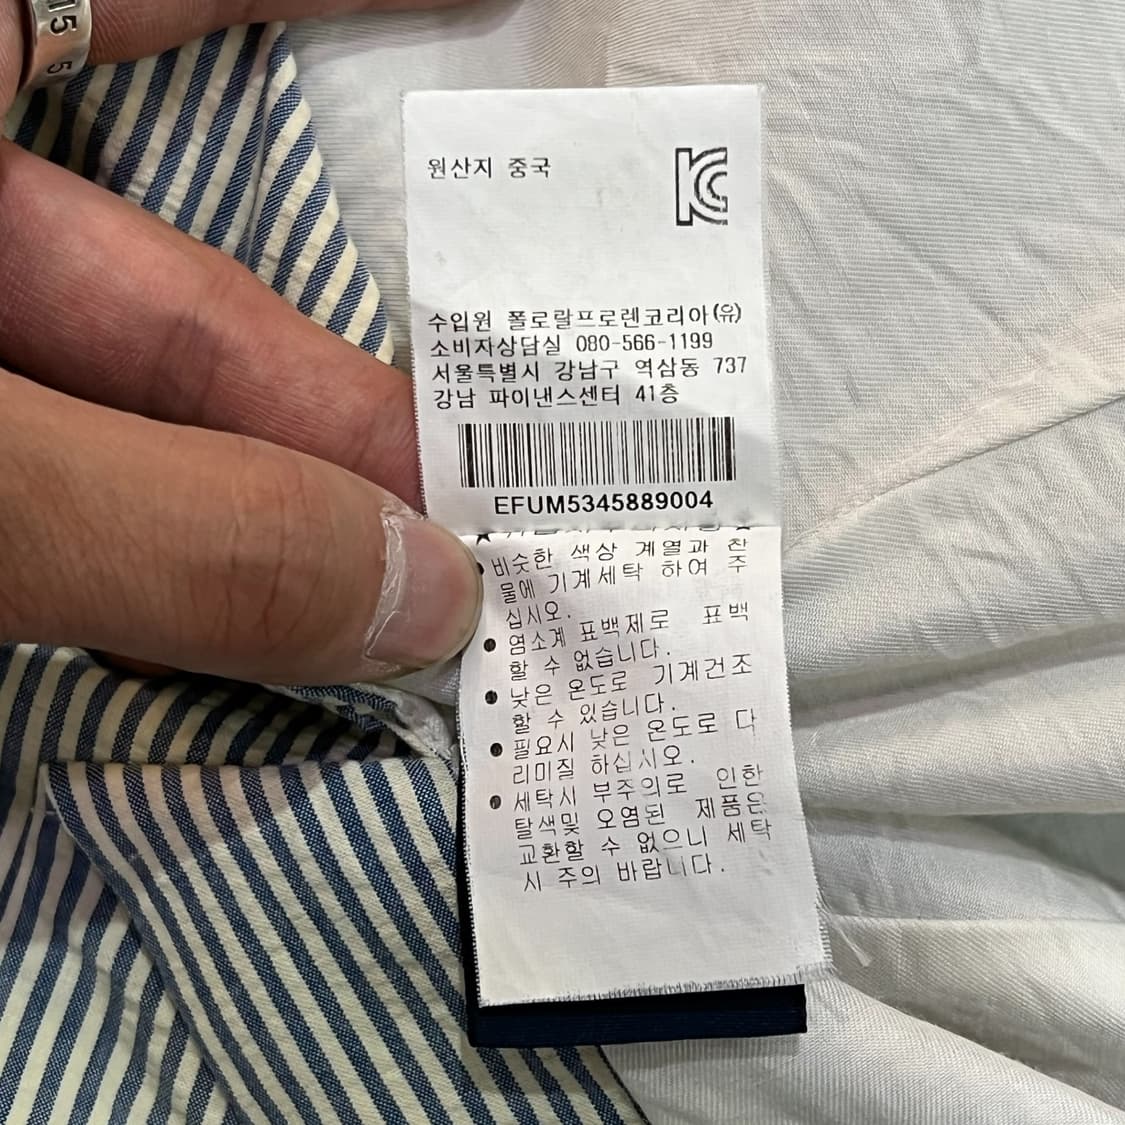 15
5
원산지 중국
KC
수입원 폴로랄프로렌코리아(유)
소비자상담실 080-566-1199
서울특별시 강남구 역삼동 737
강남 파이낸스센터 41층
EFUM5345889004
● 비슷한 색상 계열과 찬
물에 기계세탁 하여 주
십시오.
● 염소계 표백제로 표백
할 수 없습니다.
● 낮은 온도로 기계건조
할 수 있습니다.
● 필요시 낮은 온도로 다
리미질 하십시오.
● 세탁시 부주의로 인한
탈색및 오염된 제품은
교환할 수 없으니 세탁
시 주의 바랍니다.